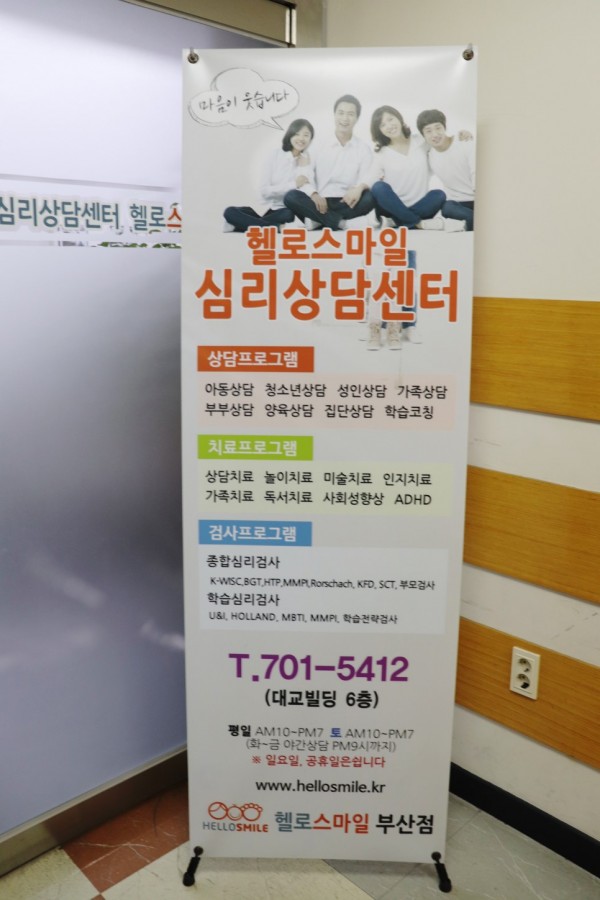 마음이 웃습니다
심리상담센터 헬로스
헬로스마일
심리상담센터
상담프로그램
아동상담 청소년상담 성인상담 가족상담
부부상담 양육상담 집단상담 학습코칭
치료프로그램
상담치료 놀이치료 미술치료 인지치료
가족치료 독서치료 사회성향상 ADHD
검사프로그램
종합심리검사
K-WISC,BGT,HTP,MMPI,Rorschach, KFD, SCT, 부모검사
학습심리검사
U&I, HOLLAND, MBTI, MMPI, 학습전략검사
T.701-5412
(대교빌딩 6층)
평일 AM10~PM7 토 AM10~PM7
(화~금 야간상담 PM9시까지)
※ 일요일, 공휴일은쉽니다
www.hellosmile.kr
HELLOSMILE 헬로스마일 부산점